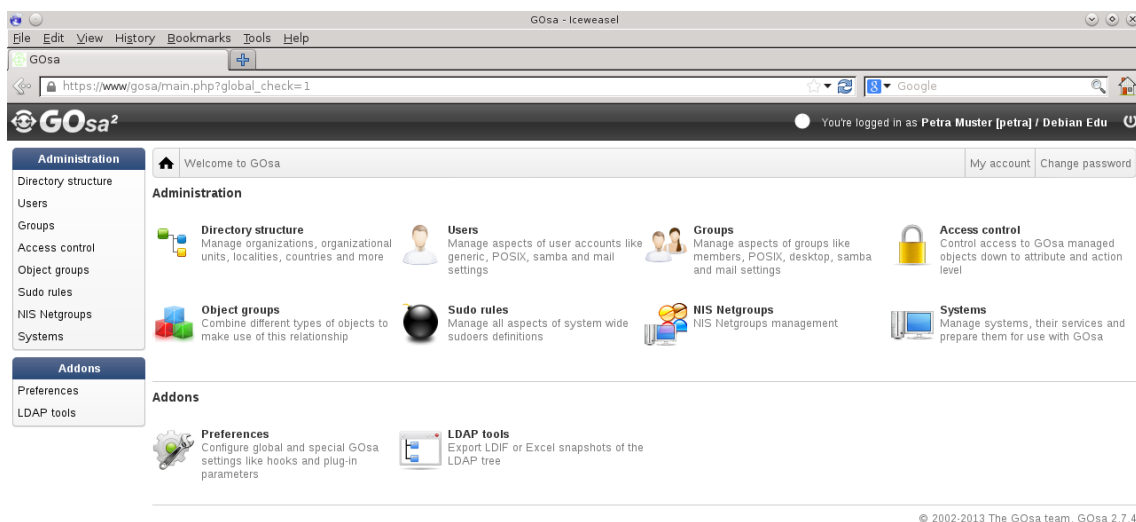 GOsa - Iceweasel
File Edit View History Bookmarks Tools Help
GOsa
https://www/gosa/main.php?global_check=1
8 Google
GOsa²
You're logged in as Petra Muster [petra] / Debian Edu
Administration
Directory structure
Users
Groups
Access control
Object groups
Sudo rules
NIS Netgroups
Systems
Addons
Preferences
LDAP tools
Welcome to GOsa
My account Change password
Administration
Directory structure
Manage organizations, organizational
units, localities, countries and more
Users
Manage aspects of user accounts like
generic, POSIX, samba and mail
settings
Groups
Manage aspects of groups like
members, POSIX, desktop, samba
and mail settings
Access control
Control access to GOsa managed
objects down to attribute and action
level
Object groups
Combine different types of objects to
make use of this relationship
Sudo rules
Manage all aspects of system wide
sudoers definitions
NIS Netgroups
NIS Netgroups management
Systems
Manage systems, their services and
prepare them for use with GOsa
Addons
Preferences
Configure global and special GOsa
settings like hooks and plug-in
parameters
LDAP tools
Export LDIF or Excel snapshots of the
LDAP tree
© 2002-2013 The GOsa team, GOsa 2.7.4